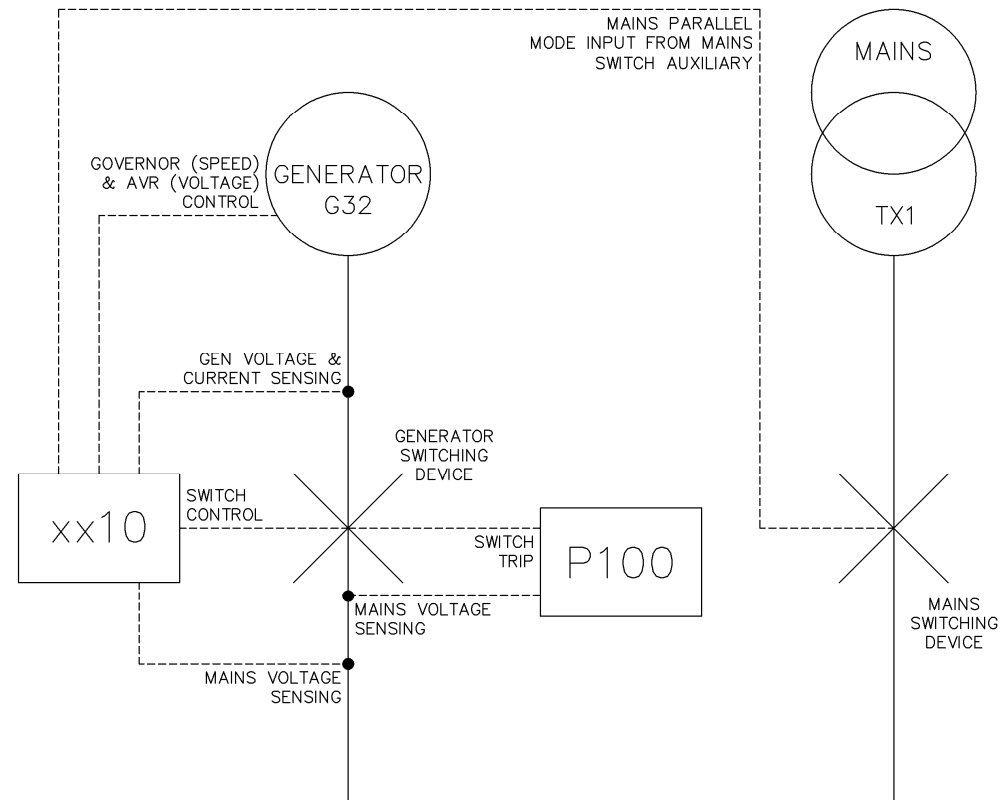 MAINS PARALLEL
MODE INPUT FROM MAINS
SWITCH AUXILIARY
MAINS
TX1
GOVERNOR (SPEED)
& AVR (VOLTAGE)
CONTROL
GENERATOR
G32
GEN VOLTAGE &
CURRENT SENSING
GENERATOR
SWITCHING
DEVICE
xx10
SWITCH
CONTROL
SWITCH
TRIP
P100
MAINS VOLTAGE
SENSING
MAINS VOLTAGE
SENSING
MAINS
SWITCHING
DEVICE